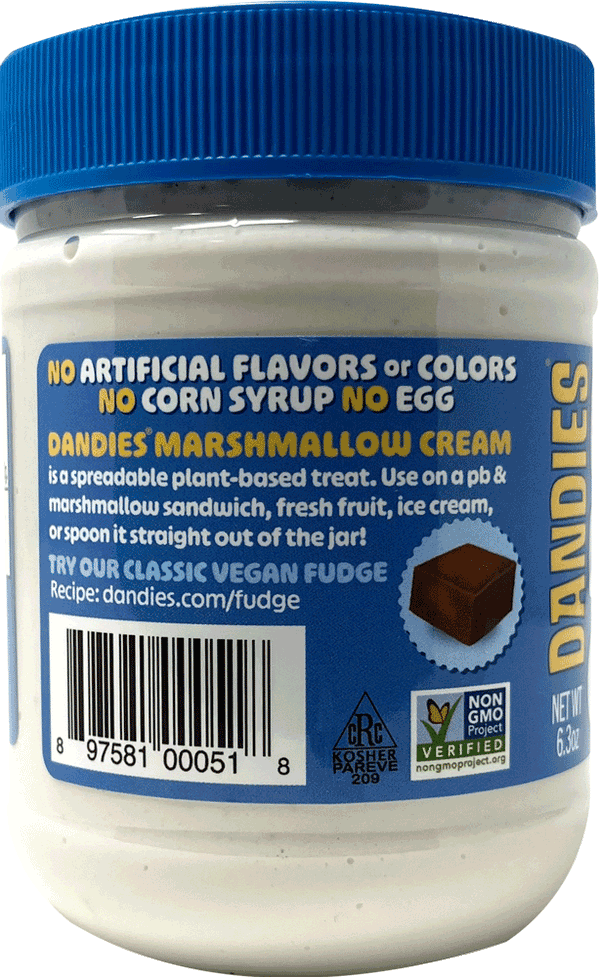 NO ARTIFICIAL FLAVORS or COLORS
NO CORN SYRUP NO EGG
DANDIES® MARSHMALLOW CREAM
is a spreadable plant-based treat. Use on a pb &
marshmallow sandwich, fresh fruit, ice cream,
or spoon it straight out of the jar!
TRY OUR CLASSIC VEGAN FUDGE
Recipe: dandies.com/fudge
8 97581 00051 8
cRc
KOSHER
PAREVE
209
NON
GMO
Project
VERIFIED
nongmoproject.org
DANDIES
NET WT
6.3oz